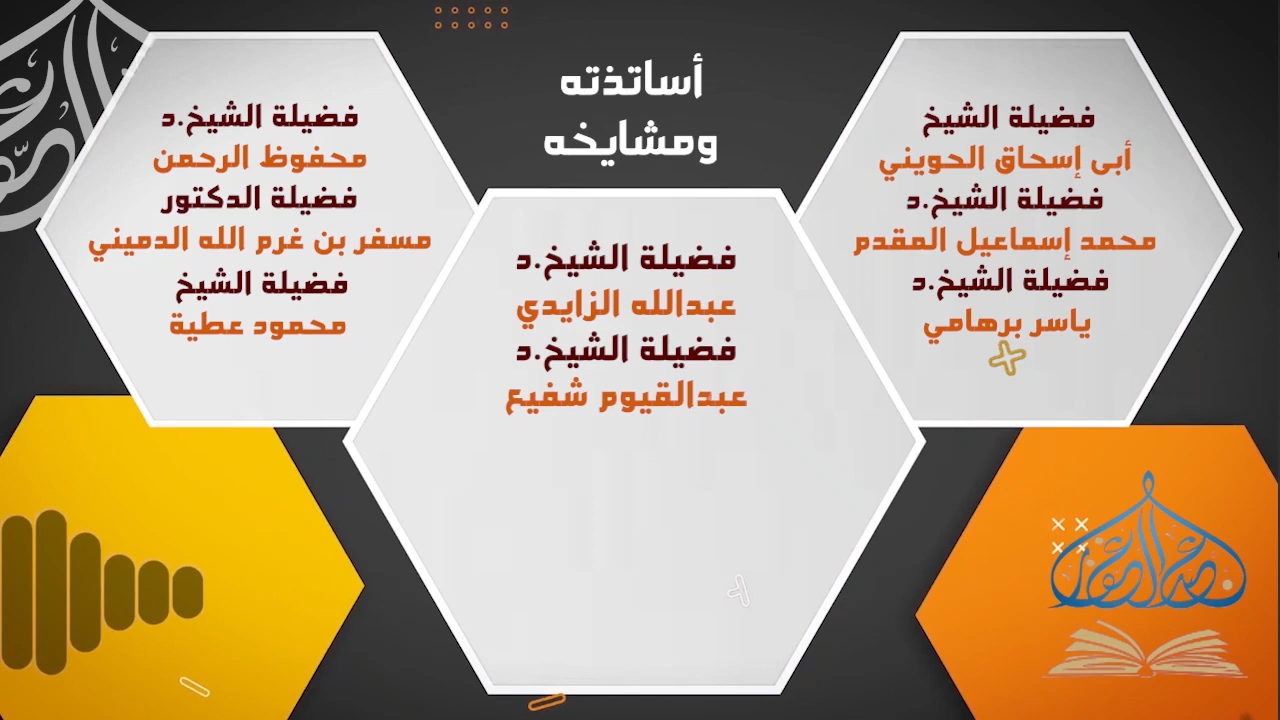 أساتذته
ومشايخه
فضيلة الشيخ
أبى إسحاق الحويني
فضيلة الشيخ.د
محمد إسماعيل المقدم
فضيلة الشيخ.د
ياسر برهامي
فضيلة الشيخ.د
عبدالله الزايدي
فضيلة الشيخ.د
عبدالقيوم شفيع
فضيلة الشيخ.د
محفوظ الرحمن
فضيلة الدكتور
مسفر بن غرم الله الدميني
فضيلة الشيخ
محمود عطية